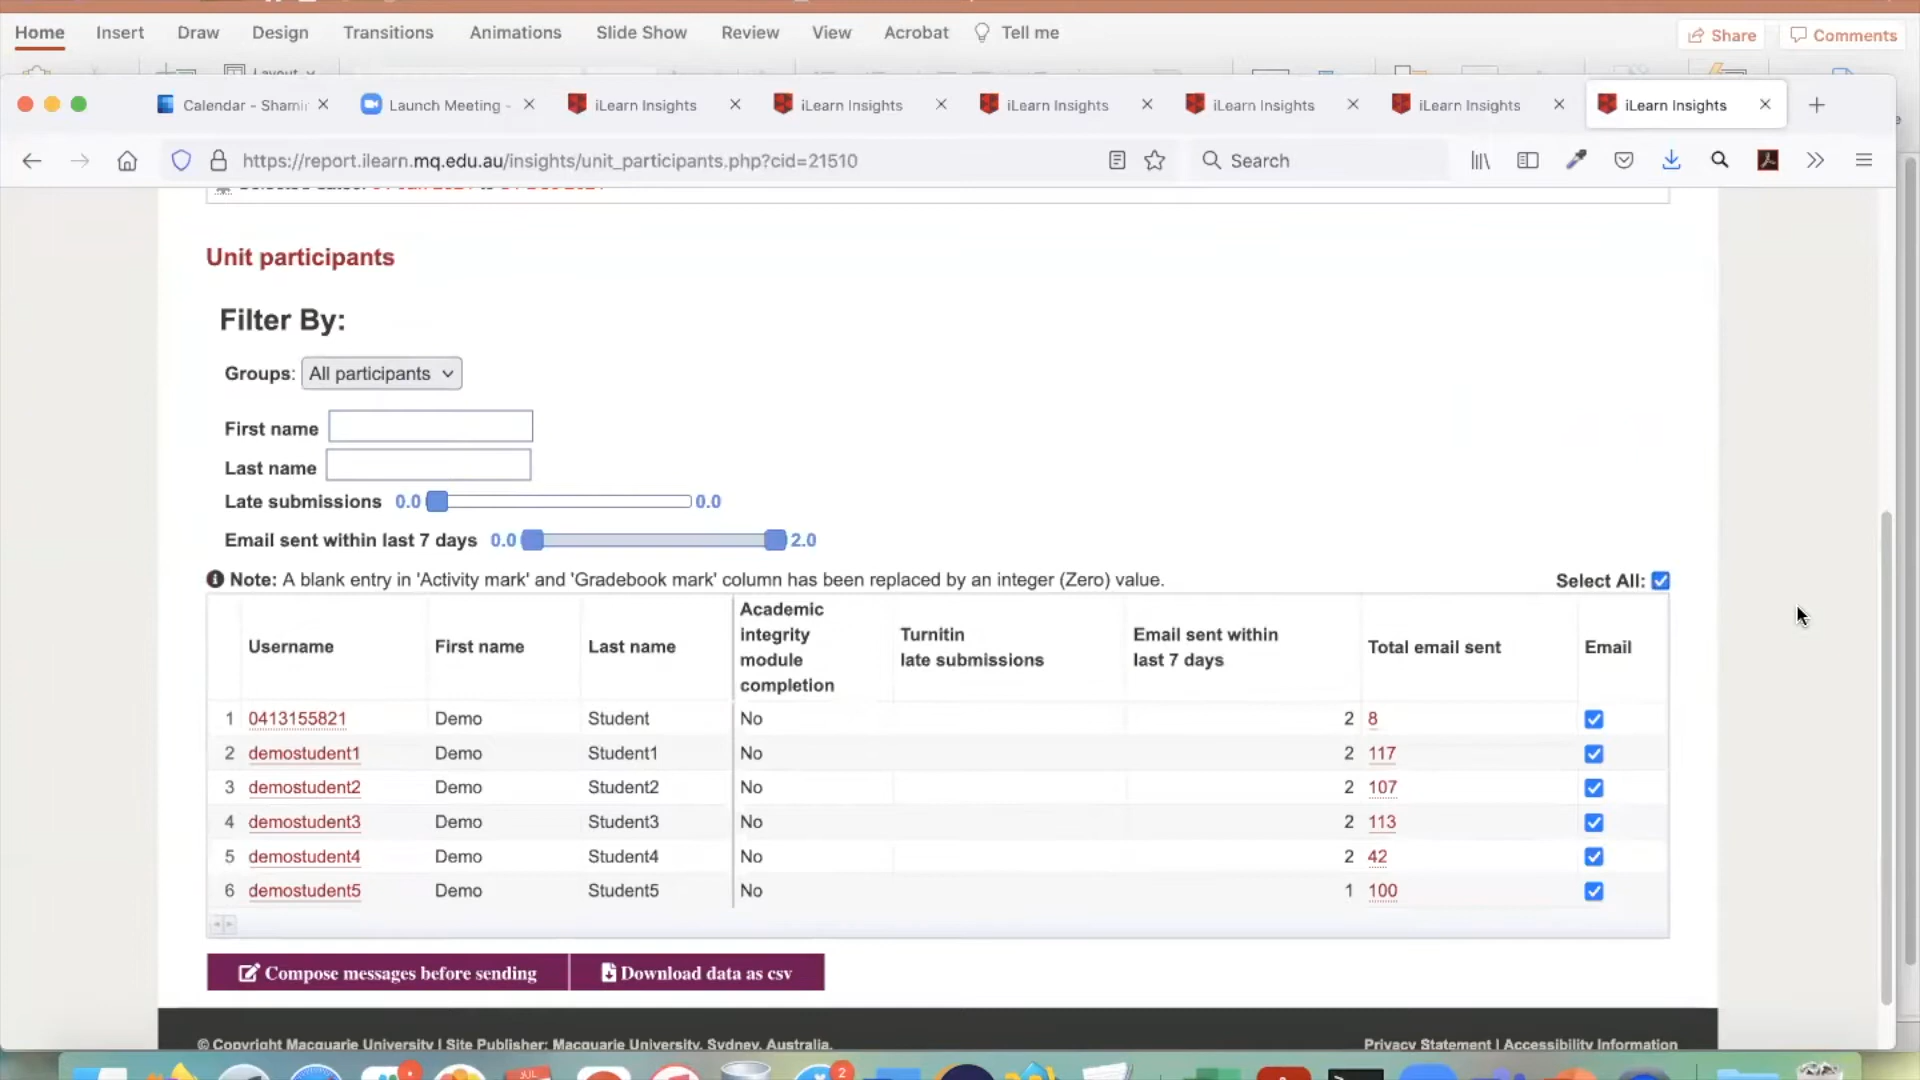 Home Insert Draw Design Transitions Animations Slide Show Review View Acrobat Tell me Share Comments
Layout
Calendar - Shami iLearn Insights iLearn Insights iLearn Insights iLearn Insights iLearn Insights iLearn Insights
Launch Meeting -
https://report.ilearn.mq.edu.au/insights/unit_participants.php?cid=21510 Search
Unit participants
Filter By:
Groups: All participants
First name
Last name
Late submissions 0.0 0.0
Email sent within last 7 days 0.0 2.0
Note: A blank entry in 'Activity mark' and 'Gradebook mark' column has been replaced by an integer (Zero) value. Select All:
Username First name Last name Academic integrity module completion Turnitin late submissions Email sent within last 7 days Total email sent Email
1 0413155821 Demo Student No 2 8
2 demostudent1 Demo Student1 No 2 117
3 demostudent2 Demo Student2 No 2 107
4 demostudent3 Demo Student3 No 2 113
5 demostudent4 Demo Student4 No 2 42
6 demostudent5 Demo Student5 No 1 100
Compose messages before sending Download data as csv
© Copyright Macquarie University | Site Publisher: Macquarie University, Sydney, Australia. Privacy Statement | Accessibility Information
JUL 2